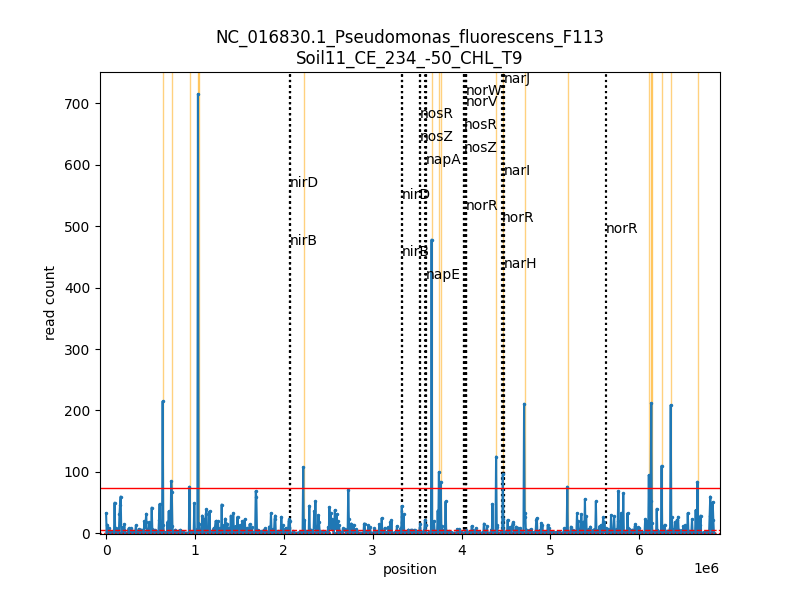 NC_016830.1_Pseudomonas_fluorescens_F113
Soil11_CE_234_-50_CHL_T9
read count
700
600
500
400
300
200
100
0
narJ
norW
norV
nosR
nosR
nosZ
nosZ
napA
narI
nirD
nirD
norR
norR
norR
nirB
nirB
narH
napE
0
1
2
3
4
5
6
1e6
position